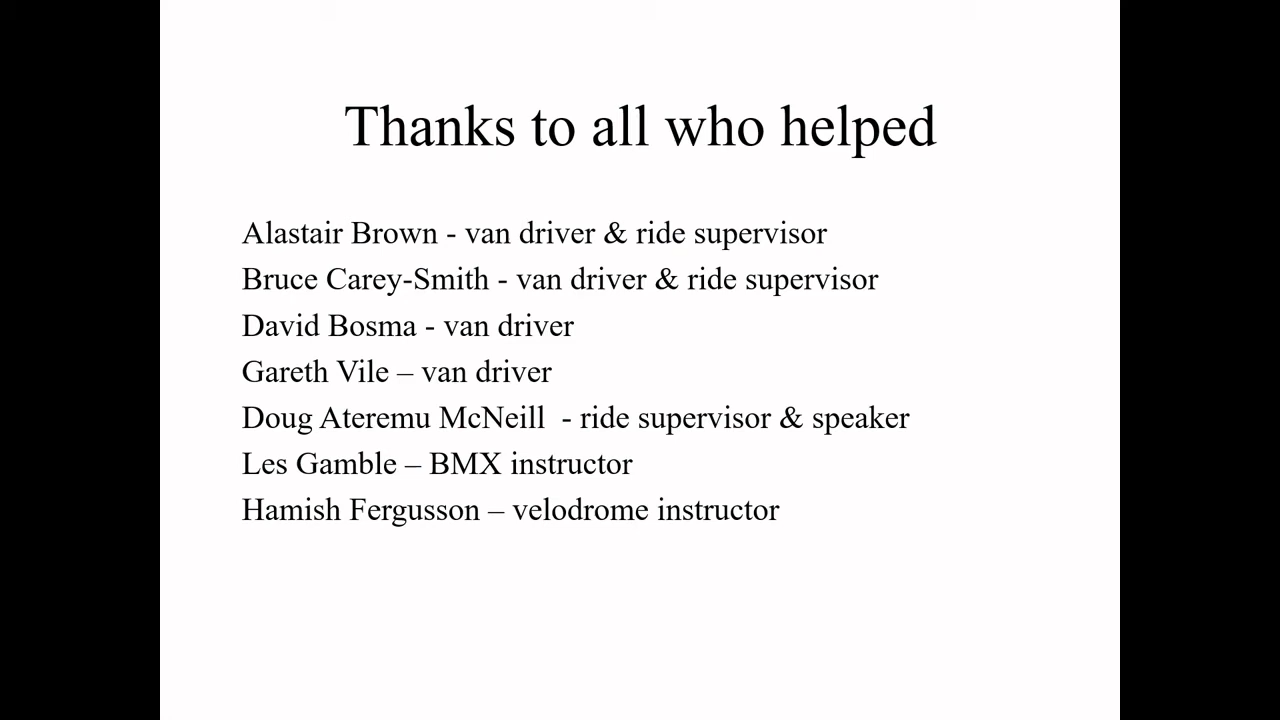 Thanks to all who helped
Alastair Brown - van driver & ride supervisor
Bruce Carey-Smith - van driver & ride supervisor
David Bosma - van driver
Gareth Vile – van driver
Doug Ateremu McNeill  - ride supervisor & speaker
Les Gamble – BMX instructor
Hamish Fergusson – velodrome instructor